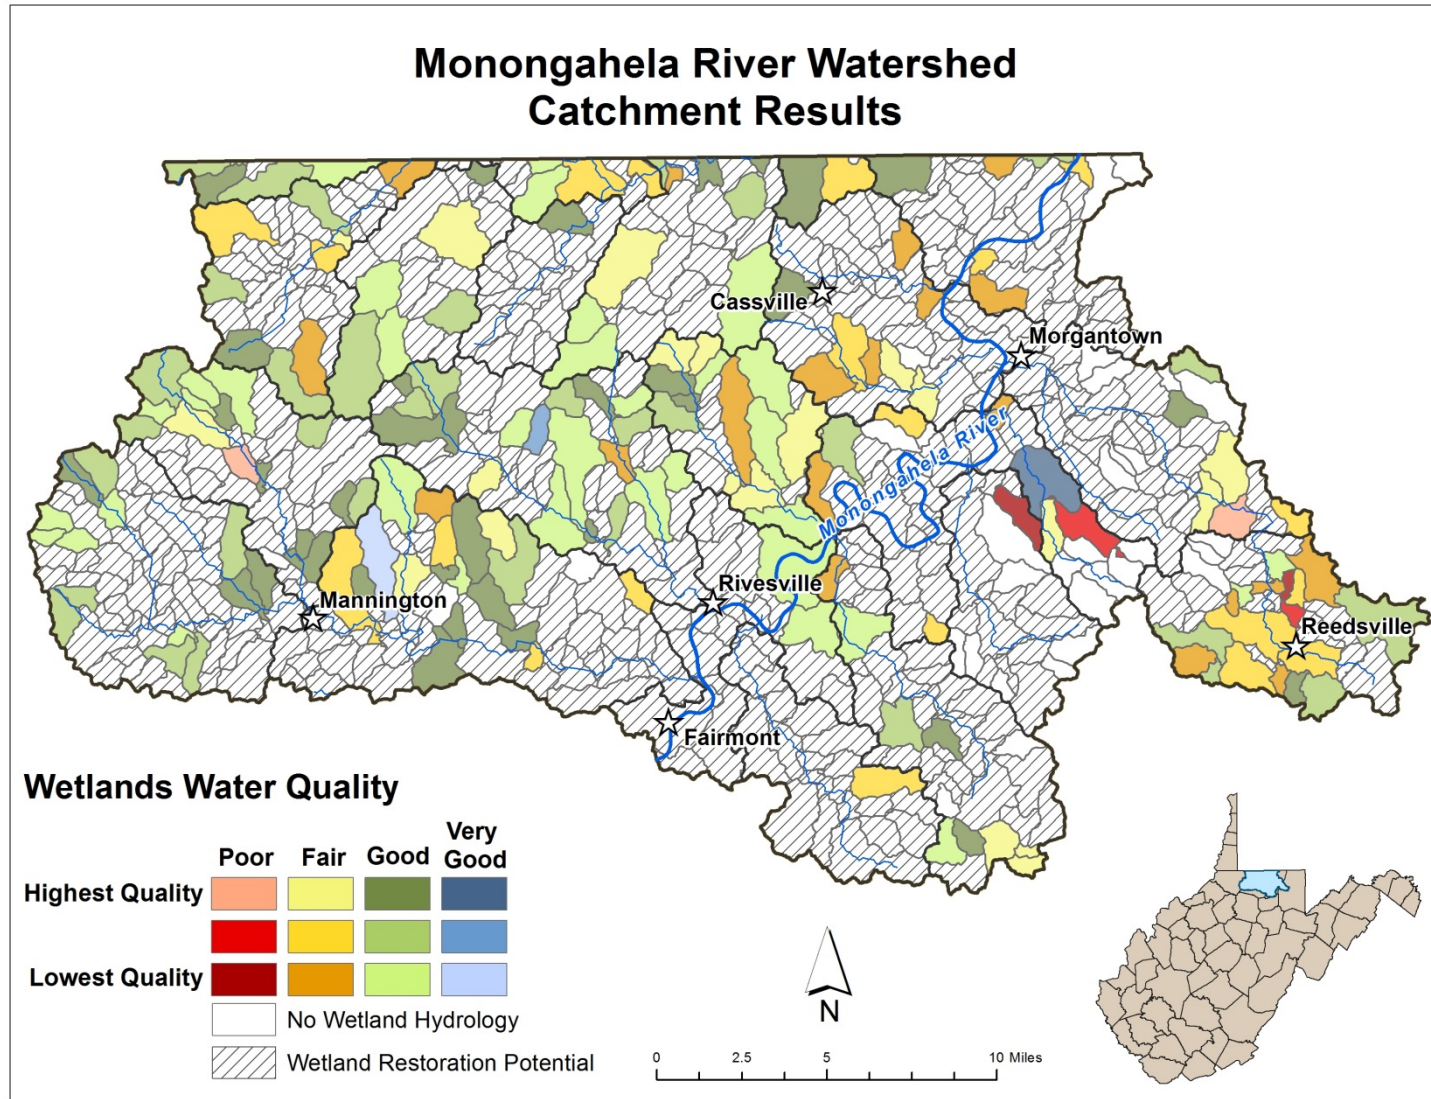 Monongahela River Watershed
Catchment Results
Cassville
Morgantown
Monongahela River
Rivesville
Mannington
Reedsville
Fairmont
Wetlands Water Quality
Poor Fair Good Very Good
Highest Quality
Lowest Quality
No Wetland Hydrology
Wetland Restoration Potential
N
0 2.5 5 10 Miles